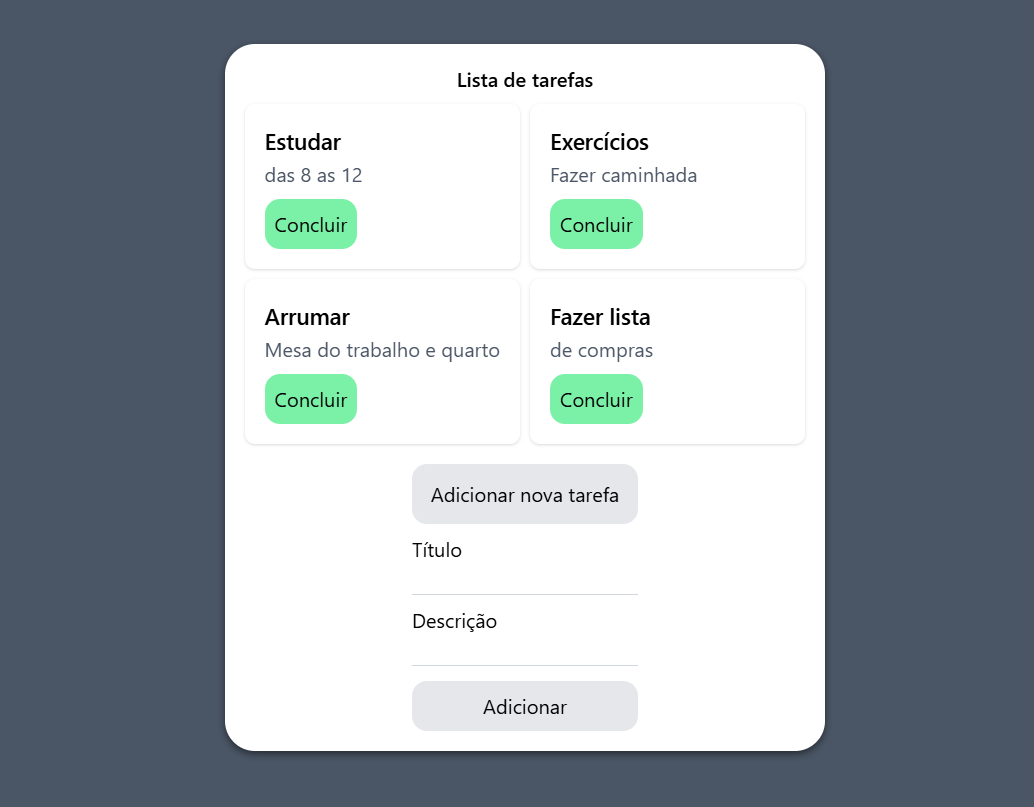 Lista de tarefas
Estudar
das 8 as 12
Concluir
Exercícios
Fazer caminhada
Concluir
Arrumar
Mesa do trabalho e quarto
Concluir
Fazer lista
de compras
Concluir
Adicionar nova tarefa
Título
Descrição
Adicionar